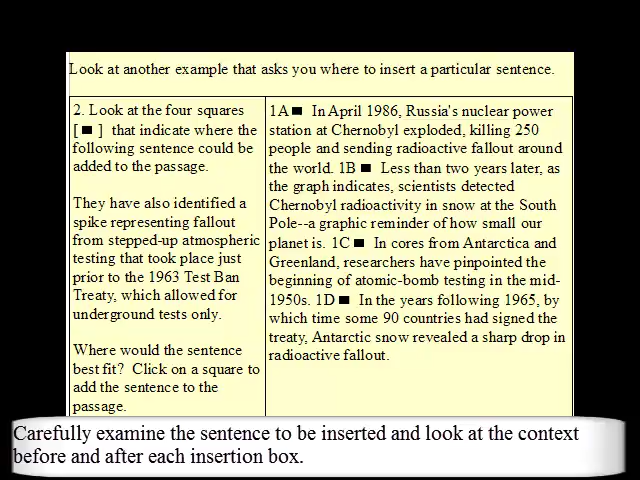 Look at another example that asks you where to insert a particular sentence.
2. Look at the four squares
[ ■ ] that indicate where the
following sentence could be
added to the passage.
They have also identified a
spike representing fallout
from stepped-up atmospheric
testing that took place just
prior to the 1963 Test Ban
Treaty, which allowed for
underground tests only.
Where would the sentence
best fit? Click on a square to
add the sentence to the
passage.
1A ■ In April 1986, Russia's nuclear power
station at Chernobyl exploded, killing 250
people and sending radioactive fallout around
the world. 1B ■ Less than two years later, as
the graph indicates, scientists detected
Chernobyl radioactivity in snow at the South
Pole--a graphic reminder of how small our
planet is. 1C ■ In cores from Antarctica and
Greenland, researchers have pinpointed the
beginning of atomic-bomb testing in the mid-
1950s. 1D ■ In the years following 1965, by
which time some 90 countries had signed the
treaty, Antarctic snow revealed a sharp drop in
radioactive fallout.
Carefully examine the sentence to be inserted and look at the context
before and after each insertion box.